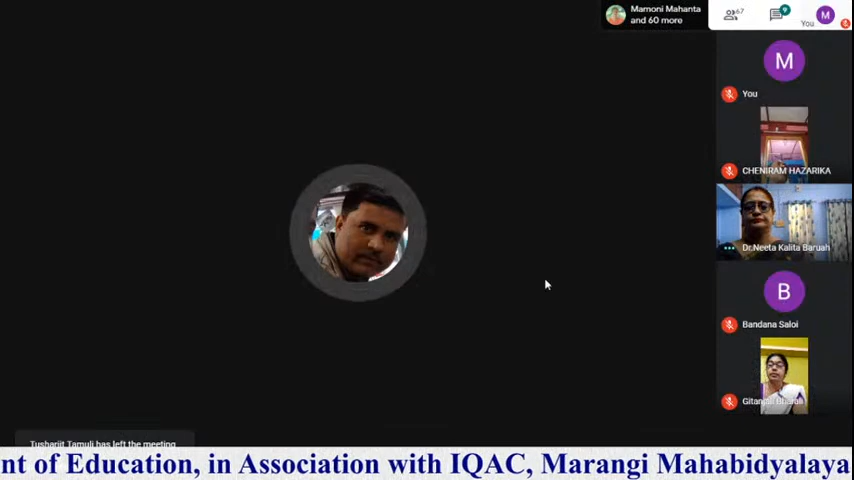 Mamoni Mahanta
and 60 more
67
9
You
M
M
You
CHENIRAM HAZARIKA
Dr.Neeta Kalita Baruah
B
Bandana Saloi
Tusharjit Tamuli has left the meeting
nt of Education, in Association with IQAC, Marangi Mahabidyalaya